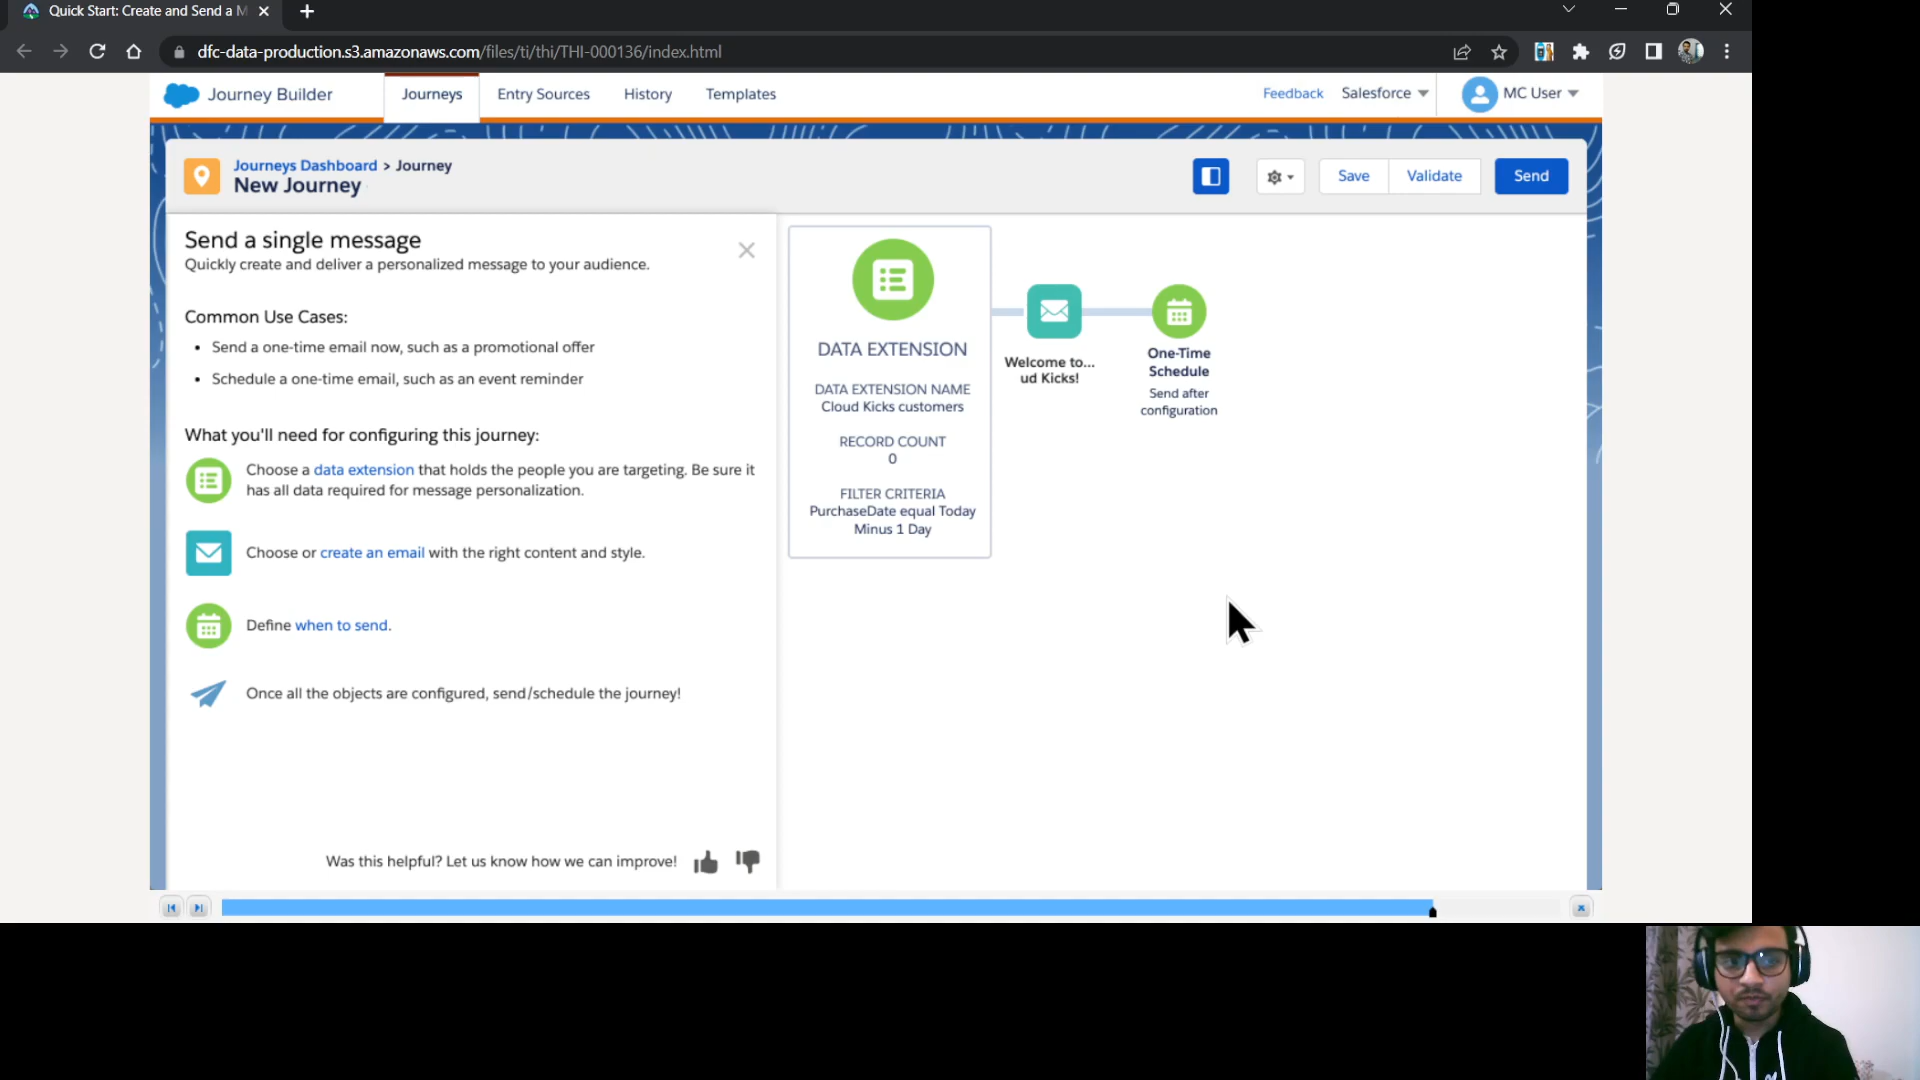 Quick Start: Create and Send a M
dfc-data-production.s3.amazonaws.com/files/ti/thi/THI-000136/index.html
Journey Builder
Journeys
Entry Sources
History
Templates
Feedback
Salesforce
MC User
Journeys Dashboard > Journey
New Journey
Save
Validate
Send
Send a single message
Quickly create and deliver a personalized message to your audience.
Common Use Cases:
• Send a one-time email now, such as a promotional offer
• Schedule a one-time email, such as an event reminder
What you'll need for configuring this journey:
Choose a data extension that holds the people you are targeting. Be sure it
has all data required for message personalization.
Choose or create an email with the right content and style.
Define when to send.
Once all the objects are configured, send/schedule the journey!
Was this helpful? Let us know how we can improve!
DATA EXTENSION
DATA EXTENSION NAME
Cloud Kicks customers
RECORD COUNT
0
FILTER CRITERIA
PurchaseDate equal Today
Minus 1 Day
Welcome to...
ud Kicks!
One-Time
Schedule
Send after
configuration